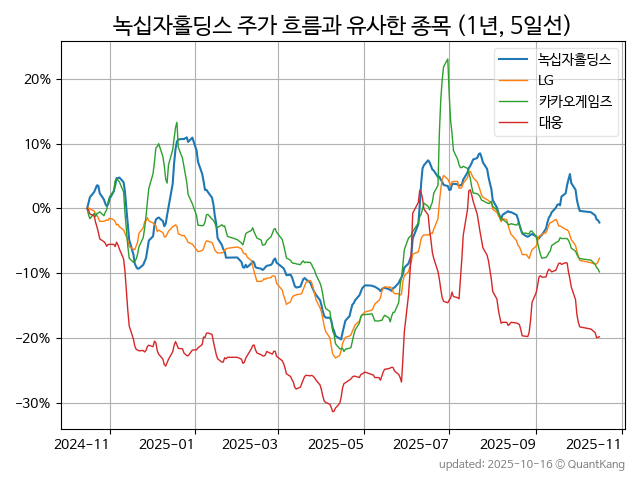 녹십자홀딩스 주가 흐름과 유사한 종목 (1년, 5일선)
녹십자홀딩스
LG
카카오게임즈
대웅
20%
10%
0%
−10%
−20%
−30%
2024-11
2025-01
2025-03
2025-05
2025-07
2025-09
2025-11
updated: 2025-10-16 © QuantKang